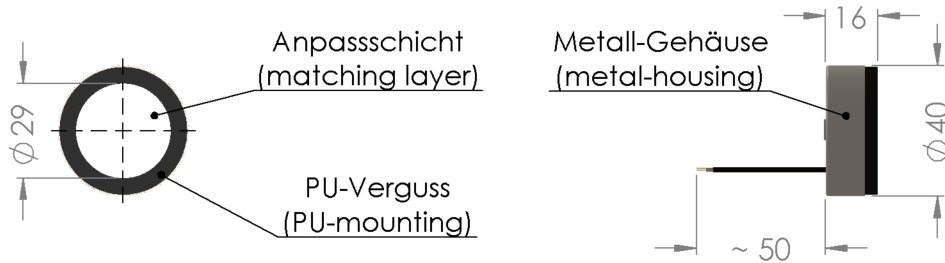 Anpassschicht
(matching layer)
PU-Verguss
(PU-mounting)
⌀ 29
Metall-Gehäuse
(metal-housing)
16
⌀ 40
~ 50